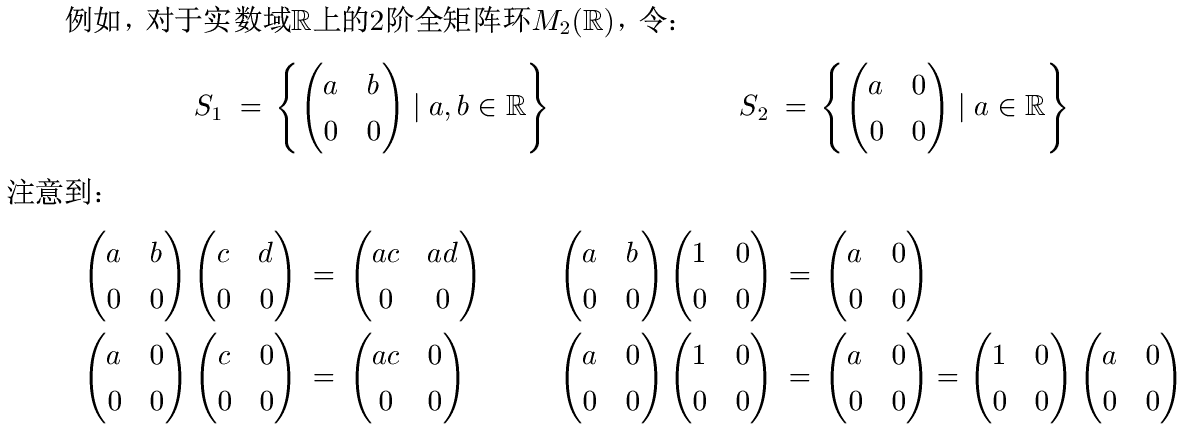 例如，对于实数域ℝ上的2阶全矩阵环M₂(ℝ)，令：
S₁ = { ( a b ; 0 0 ) | a, b ∈ ℝ } S₂ = { ( a 0 ; 0 0 ) | a ∈ ℝ }
注意到：
( a b ; 0 0 ) ( c d ; 0 0 ) = ( ac ad ; 0 0 ) ( a b ; 0 0 ) ( 1 0 ; 0 0 ) = ( a 0 ; 0 0 )
( a 0 ; 0 0 ) ( c 0 ; 0 0 ) = ( ac 0 ; 0 0 ) ( a 0 ; 0 0 ) ( 1 0 ; 0 0 ) = ( a 0 ; 0 0 ) = ( 1 0 ; 0 0 ) ( a 0 ; 0 0 )